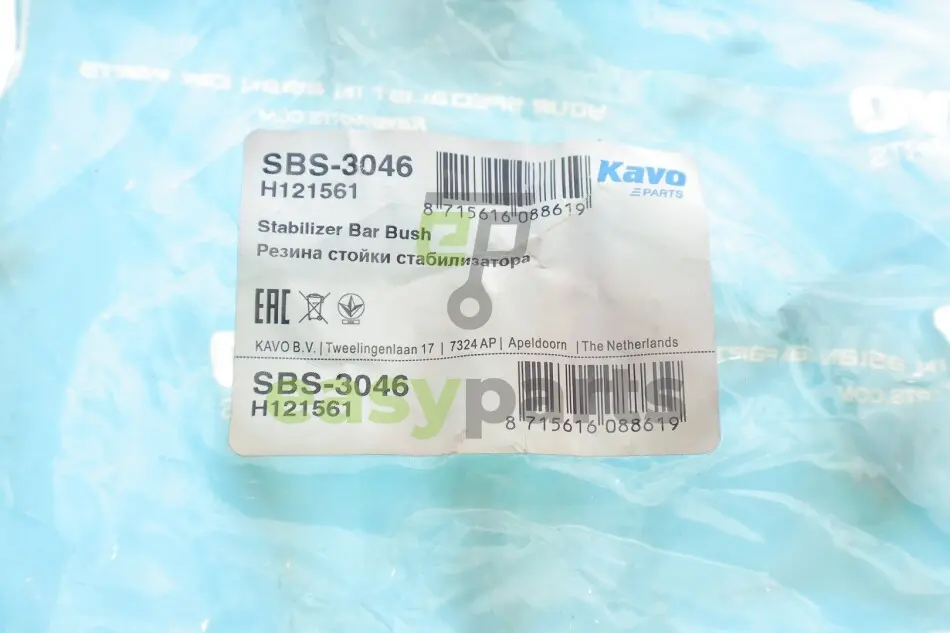 SBS-3046
H121561
8 715616 088619
Kavo
PARTS
Stabilizer Bar Bush
Резина стойки стабилизатора
EAC
KAVO B.V. | Tweelingenlaan 17 | 7324 AP | Apeldoorn | The Netherlands
SBS-3046
H121561
8 715616 088619
easyparts